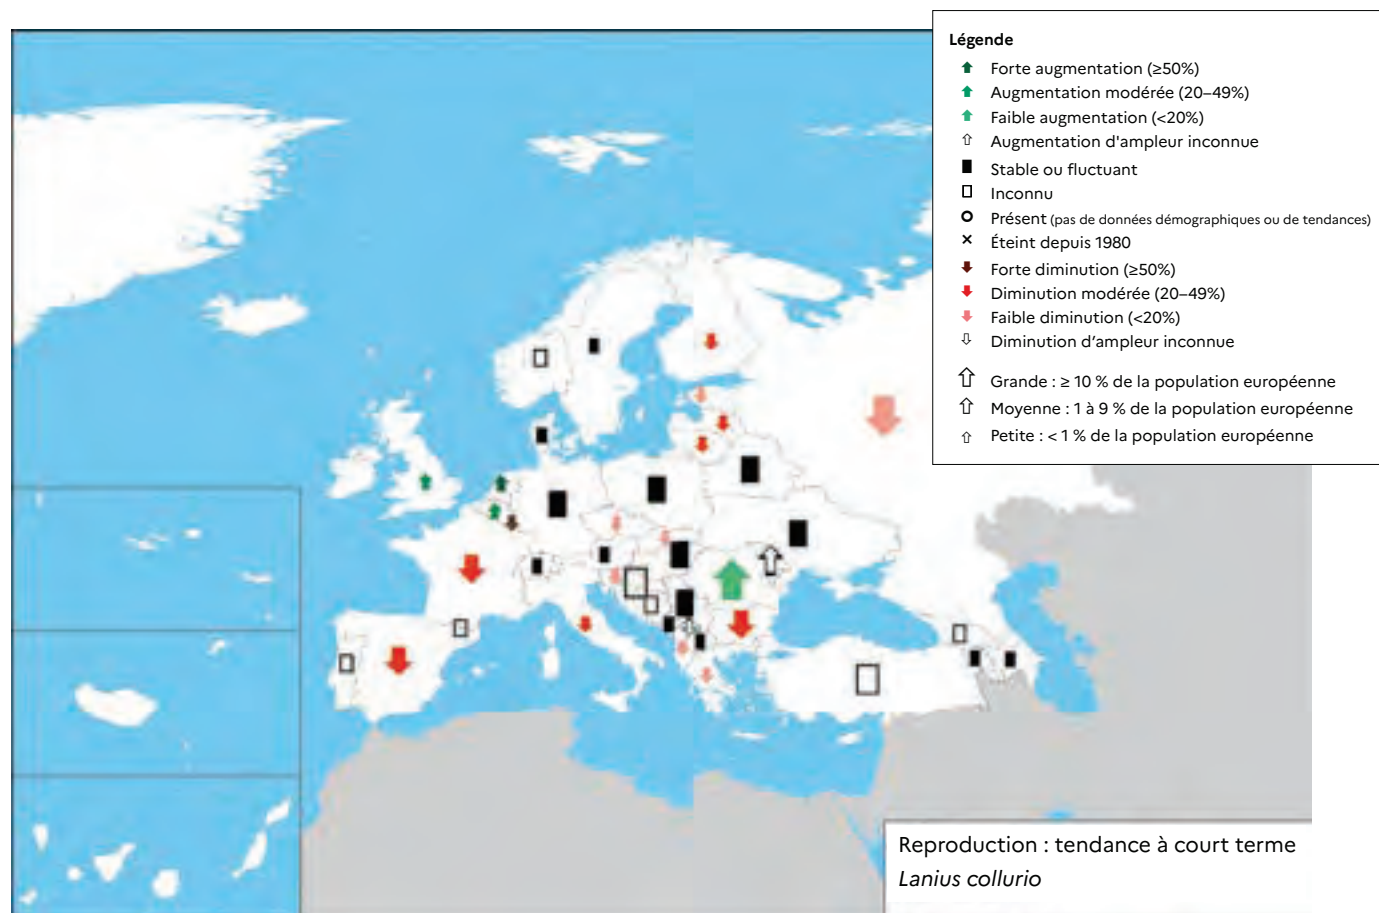 Légende
Forte augmentation (≥50%)
Augmentation modérée (20–49%)
Faible augmentation (<20%)
Augmentation d'ampleur inconnue
Stable ou fluctuant
Inconnu
Présent (pas de données démographiques ou de tendances)
Éteint depuis 1980
Forte diminution (≥50%)
Diminution modérée (20–49%)
Faible diminution (<20%)
Diminution d’ampleur inconnue
Grande : ≥ 10 % de la population européenne
Moyenne : 1 à 9 % de la population européenne
Petite : < 1 % de la population européenne
Reproduction : tendance à court terme
Lanius collurio